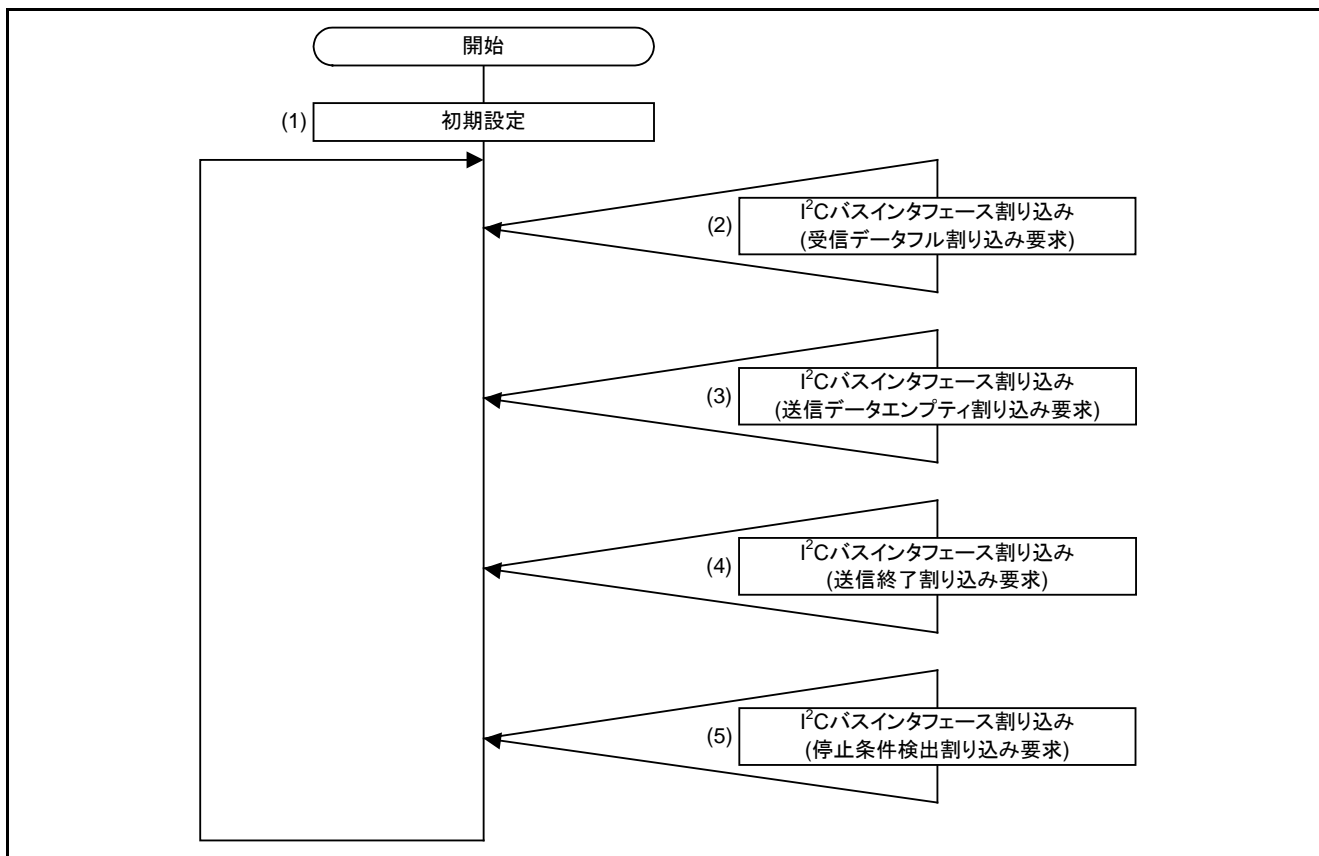 開始
(1) 初期設定
(2) I²Cバスインタフェース割り込み
(受信データフル割り込み要求)
(3) I²Cバスインタフェース割り込み
(送信データエンプティ割り込み要求)
(4) I²Cバスインタフェース割り込み
(送信終了割り込み要求)
(5) I²Cバスインタフェース割り込み
(停止条件検出割り込み要求)